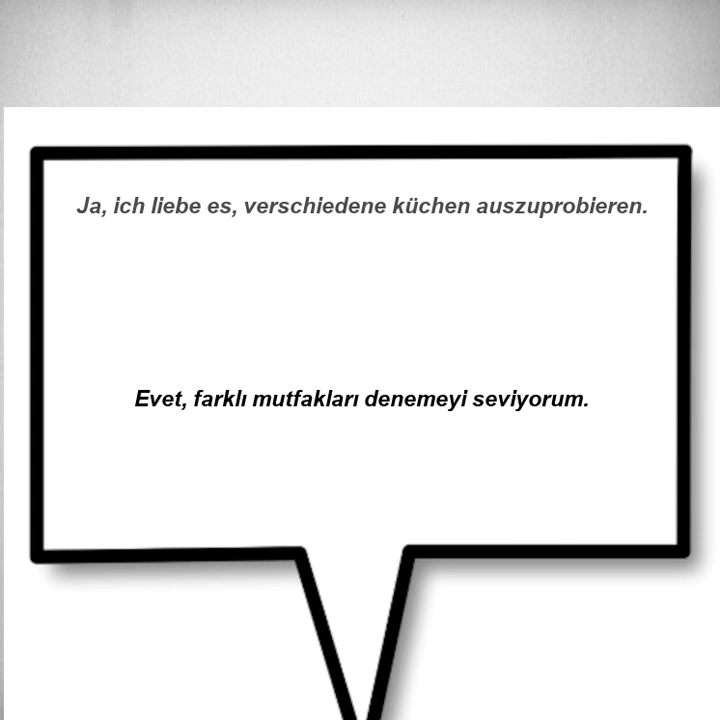 Ja, ich liebe es, verschiedene küchen auszuprobieren.
Evet, farklı mutfakları denemeyi seviyorum.